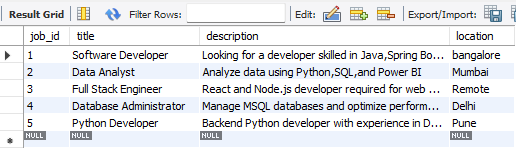 Result Grid Filter Rows: Edit: Export/Import:
job_id title description location
1 Software Developer Looking for a developer skilled in Java,Spring Bo... bangalore
2 Data Analyst Analyze data using Python,SQL,and Power BI Mumbai
3 Full Stack Engineer React and Node.js developer required for web ... Remote
4 Database Administrator Manage MSQL databases and optimize perform... Delhi
5 Python Developer Backend Python developer with experience in D... Pune
NULL NULL NULL NULL